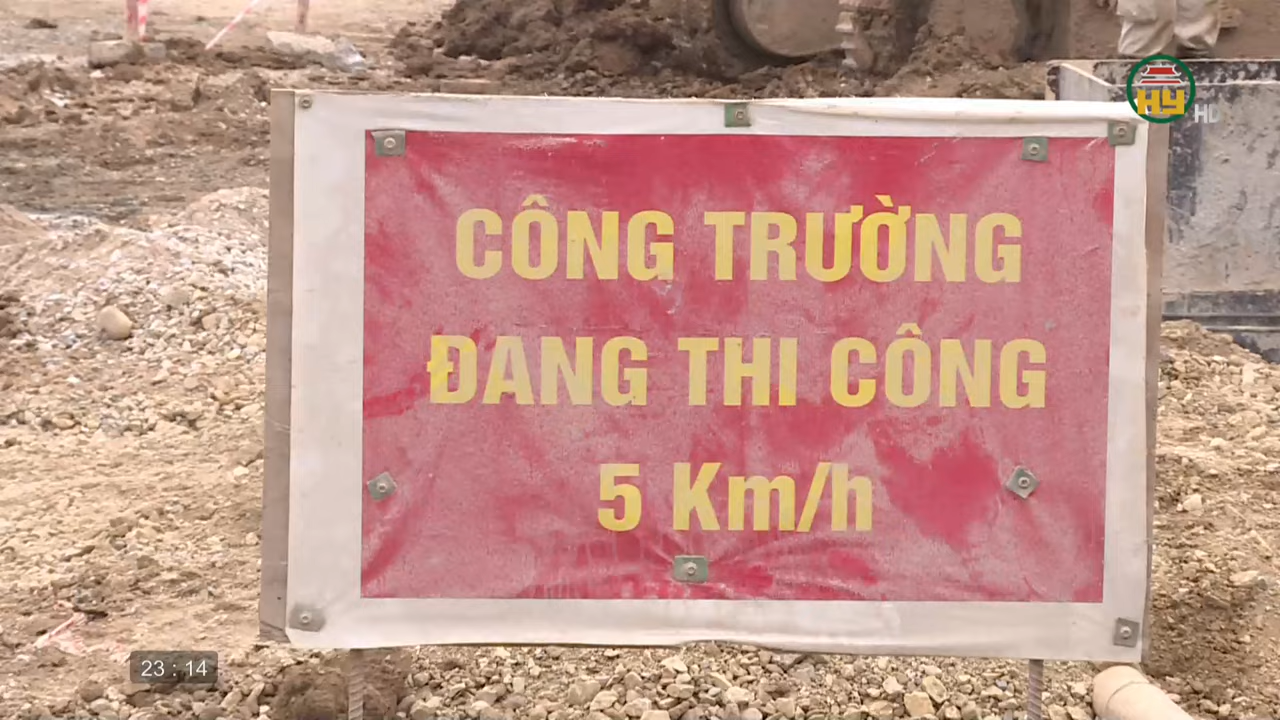 HY HD
CÔNG TRƯỜNG
ĐANG THI CÔNG
5 Km/h
23 : 14